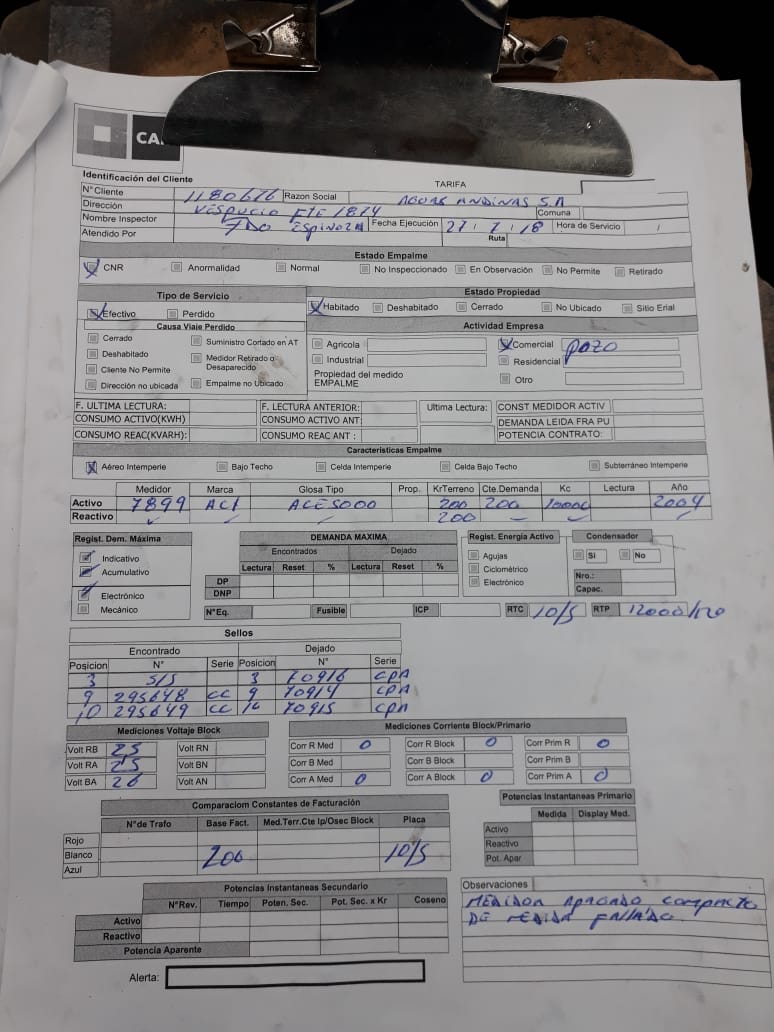 CA
Identificación del Cliente
TARIFA
N°Cliente 1180676 Razon Social AGUAS ANDINAS S.A
Dirección VESPUCIO FTE 1874 Comuna
Nombre Inspector FDO ESPINOZA Fecha Ejecución 27/7/18 Hora de Servicio /
Atendido Por Ruta
Estado Empalme
CNR Anormalidad Normal No Inspeccionado En Observación No Permite Retirado
Tipo de Servicio Estado Propiedad
Efectivo Perdido Habitado Deshabitado Cerrado No Ubicado Sitio Erial
Causa Viaje Perdido Actividad Empresa
Cerrado Suministro Cortado en AT Agricola Comercial pozo
Deshabitado Medidor Retirado o Desaparecido Industrial Residencial
Cliente No Permite Propiedad del medido Otro
Dirección no ubicada Empalme no Ubicado EMPALME
F. ULTIMA LECTURA: F. LECTURA ANTERIOR: Ultima Lectura: CONST MEDIDOR ACTIV
CONSUMO ACTIVO(KWH) CONSUMO ACTIVO ANT: DEMANDA LEIDA FRA PU
CONSUMO REAC(KVARH): CONSUMO REAC ANT : POTENCIA CONTRATO:
Caracteristicas Empalme
Aéreo Intemperie Bajo Techo Celda Intemperie Celda Bajo Techo Subterráneo Intemperie
Medidor Marca Glosa Tipo Prop. KrTerreno Cte.Demanda Kc Lectura Año
Activo 7899 ACT ACE5000 200 200 10000 2004
Reactivo 200
Regist. Dem. Máxima DEMANDA MAXIMA Regist. Energía Activo Condensador
Indicativo Encontrados Dejado Agujas Si No
Acumulativo Lectura Reset % Lectura Reset % Ciclométrico Nro.:
Electrónico DP Electrónico Capac.
Mecánico DNP
N°Eq. Fusible ICP RTC 10/5 RTP 12000/120
Sellos
Encontrado Dejado
Posicion N° Serie Posicion N° Serie
3 S/S 3 70916 CPA
9 295648 CC 9 70914 CPA
10 295649 CC 10 70915 CPA
Mediciones Voltaje Block Mediciones Corriente Block/Primario
Volt RB 25 Volt RN Corr R Med 0 Corr R Block 0 Corr Prim R 0
Volt RA 25 Volt BN Corr B Med Corr B Block Corr Prim B
Volt BA 26 Volt AN Corr A Med 0 Corr A Block 0 Corr Prim A 0
Comparaciom Constantes de Facturación Potencias Instantaneas Primario
N°de Trafo Base Fact. Med.Terr.Cte Ip/Osec Block Placa Medida Display Med.
Rojo Activo
Blanco 200 10/5 Reactivo
Azul Pot. Apar
Potencias Instantaneas Secundario Observaciones
N°Rev. Tiempo Poten. Sec. Pot. Sec. x Kr Coseno MEDIDOR APAGADO COMPACTO
Activo DE MEDIDA FALLADO.
Reactivo
Potencia Aparente
Alerta: